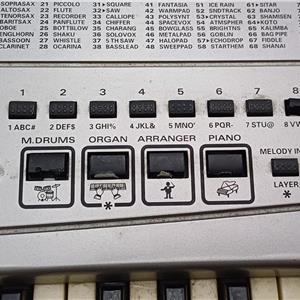 SOPRASAX 21 PICCOLO 31▸SQUARE 41 FANTASIA 51 ICE RAIN 61▸SITAR
ALTOSAX 22 FLUTE 32▸SAW 42 WARMPAD 52 SNDTRACK 62 BANJO
TENORSAX 23 RECORDER 33 CALLIOPE 43 POLYSYNT 53 CRYSTAL 63 SHAMISEN
BARITSAX 24 PANFLUTE 34 CHIFFER 44 SPACEVOX 54 ATMSPHER 64▸KOTO
OBOE 25 BOTTLE 35 CHARANG 45 BOWGLASS 55 BRIGHTNS 65 KALIMBA
ENGLHORN 26 SHAKU 36 SOLOVOX 46 METALPAD 56 GOBLIN 66 BAG PIPE
BASSOON 27 WHISTLE 37 5TH SAW 47 HALOPAD 57▸ECHODROP 67 FIDDLE
CLARINET 28 OCARINA 38 BASSLEAD 48 SWEEPPAD 58 STARTHEM 68 SHANAI
1 2 3 4 5 6 7 8
1 ABC# 2 DEF$ 3 GHI% 4 JKL& 5 MNO' 6 PQR- 7 STU@ 8 VW
M.DRUMS ORGAN ARRANGER PIANO
MELODY IN
LAYER
*
*